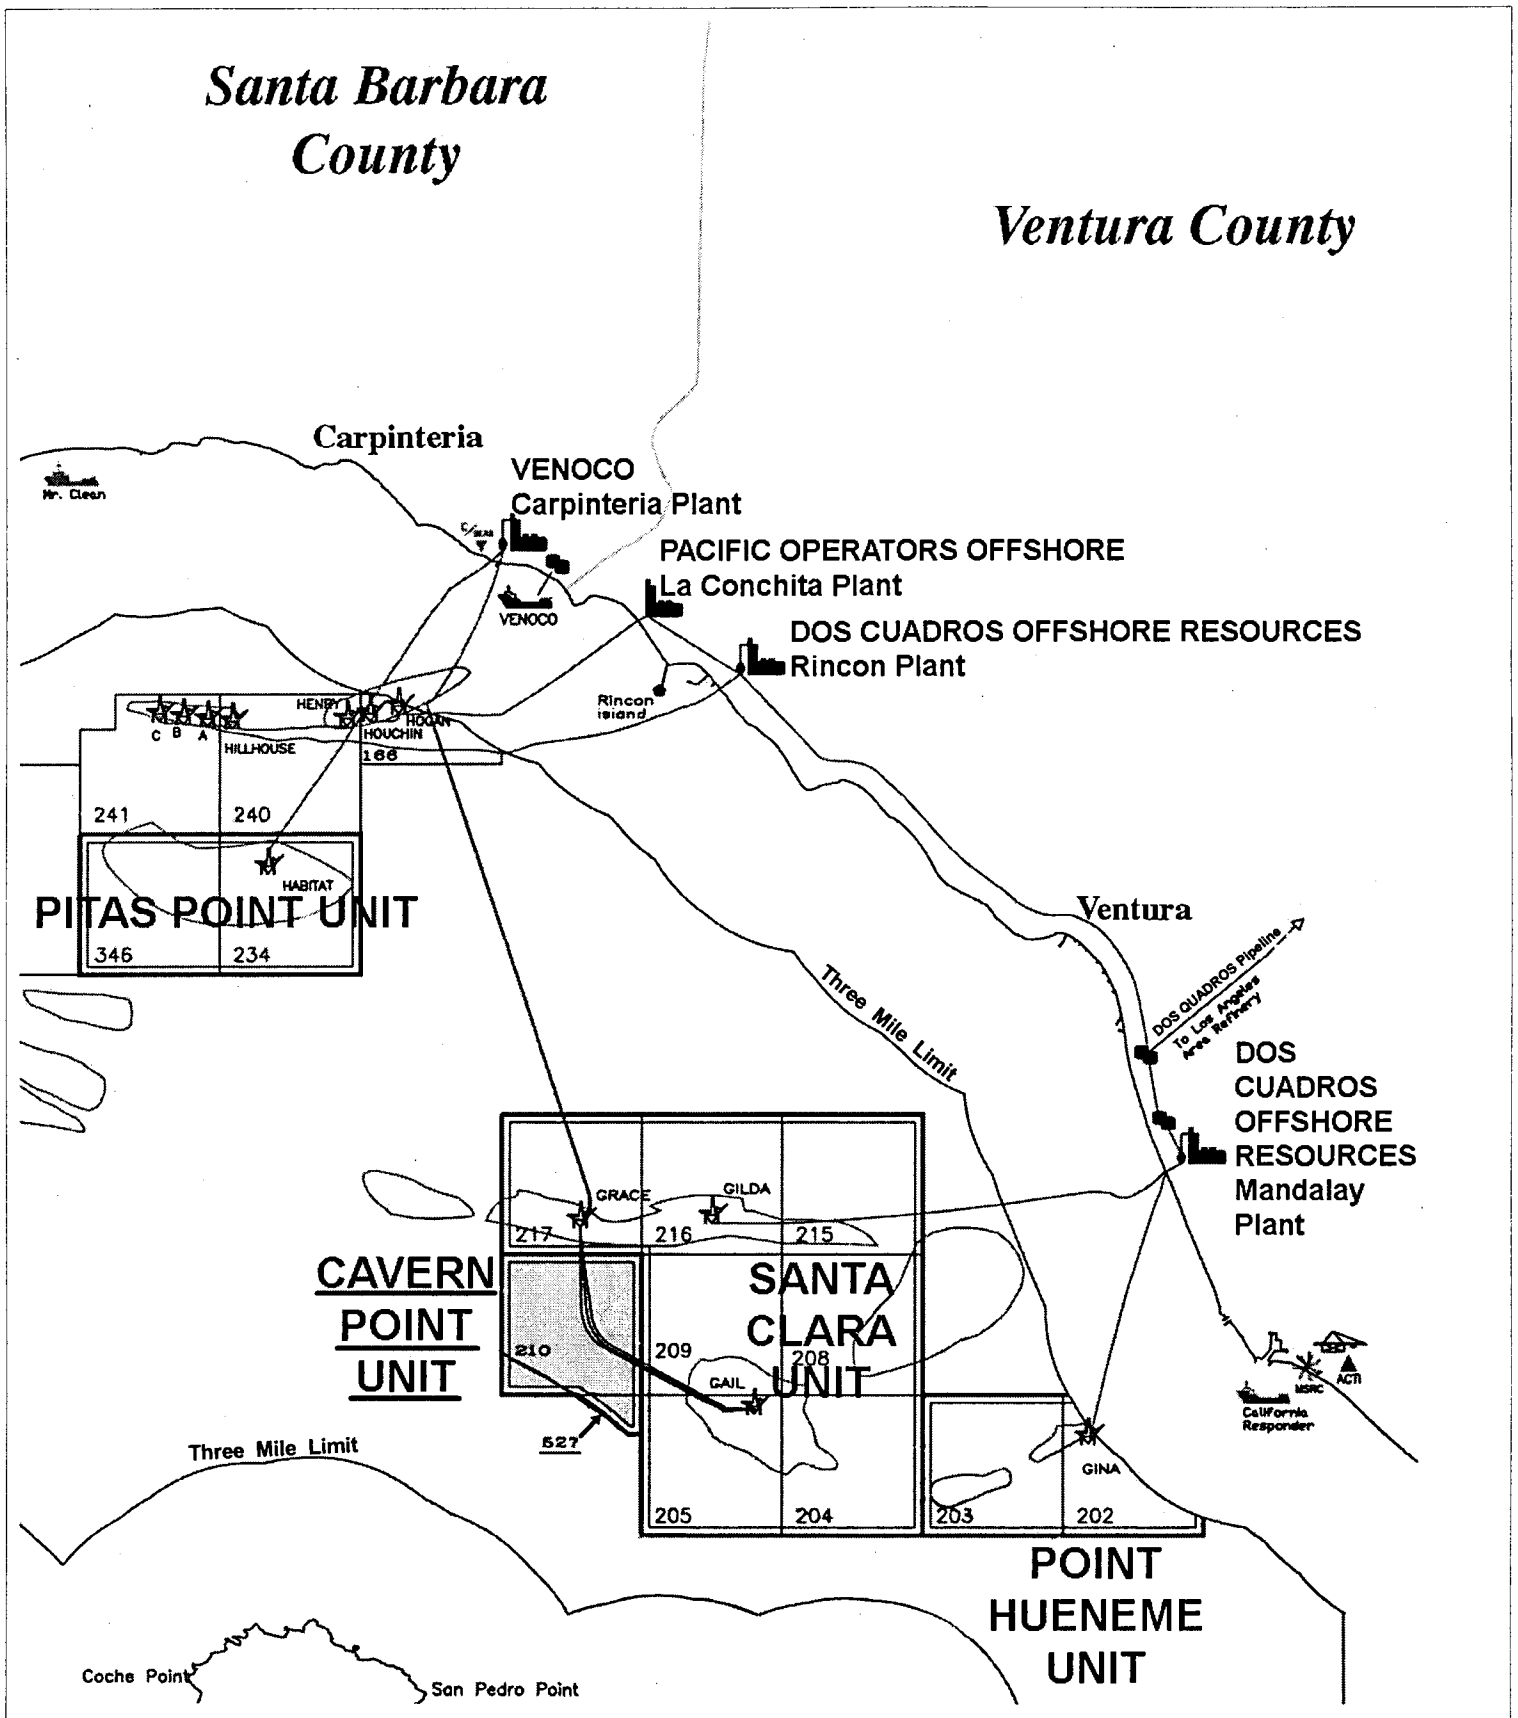 Santa Barbara
County
Ventura County
Carpinteria
Mr. Clean
VENOCO
Carpinteria Plant
PACIFIC OPERATORS OFFSHORE
La Conchita Plant
VENOCO
DOS CUADROS OFFSHORE RESOURCES
Rincon Plant
Rincon
island
HENRY
HOGAN
HOUCHIN
C
B
A
HILLHOUSE
166
241
240
HABITAT
PITAS POINT UNIT
346
234
Ventura
Three Mile Limit
DOS QUADROS Pipeline
To Los Angeles
Area Refinery
DOS
CUADROS
OFFSHORE
RESOURCES
Mandalay
Plant
GRACE
GILDA
217
216
215
CAVERN
POINT
UNIT
SANTA
CLARA
UNIT
210
209
208
GAIL
527
MSRC
ACTI
California
Responder
Three Mile Limit
GINA
205
204
203
202
POINT
HUENEME
UNIT
Coche Point
San Pedro Point